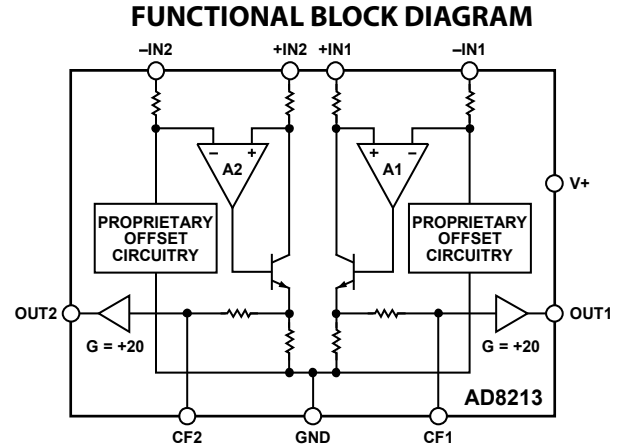 FUNCTIONAL BLOCK DIAGRAM
–IN2 +IN2 +IN1 –IN1
– + + –
A2 A1
V+
PROPRIETARY
OFFSET
CIRCUITRY
PROPRIETARY
OFFSET
CIRCUITRY
OUT2 OUT1
G = +20 G = +20
AD8213
CF2 GND CF1